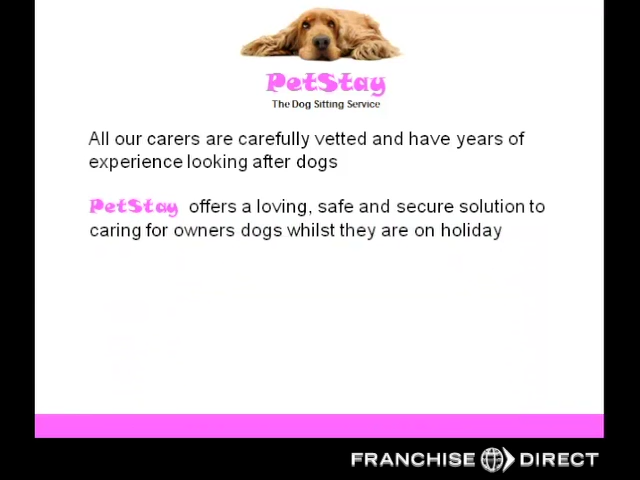 PetStay
The Dog Sitting Service
All our carers are carefully vetted and have years of
experience looking after dogs
PetStay offers a loving, safe and secure solution to
caring for owners dogs whilst they are on holiday
FRANCHISE DIRECT